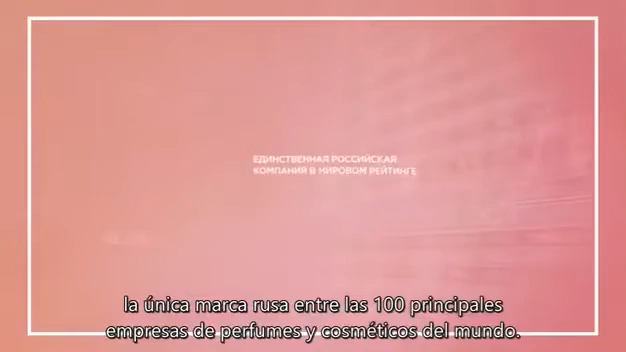 ЕДИНСТВЕННАЯ РОССИЙСКАЯ
КОМПАНИЯ В МИРОВОМ РЕЙТИНГЕ
la única marca rusa entre las 100 principales
empresas de perfumes y cosméticos del mundo.